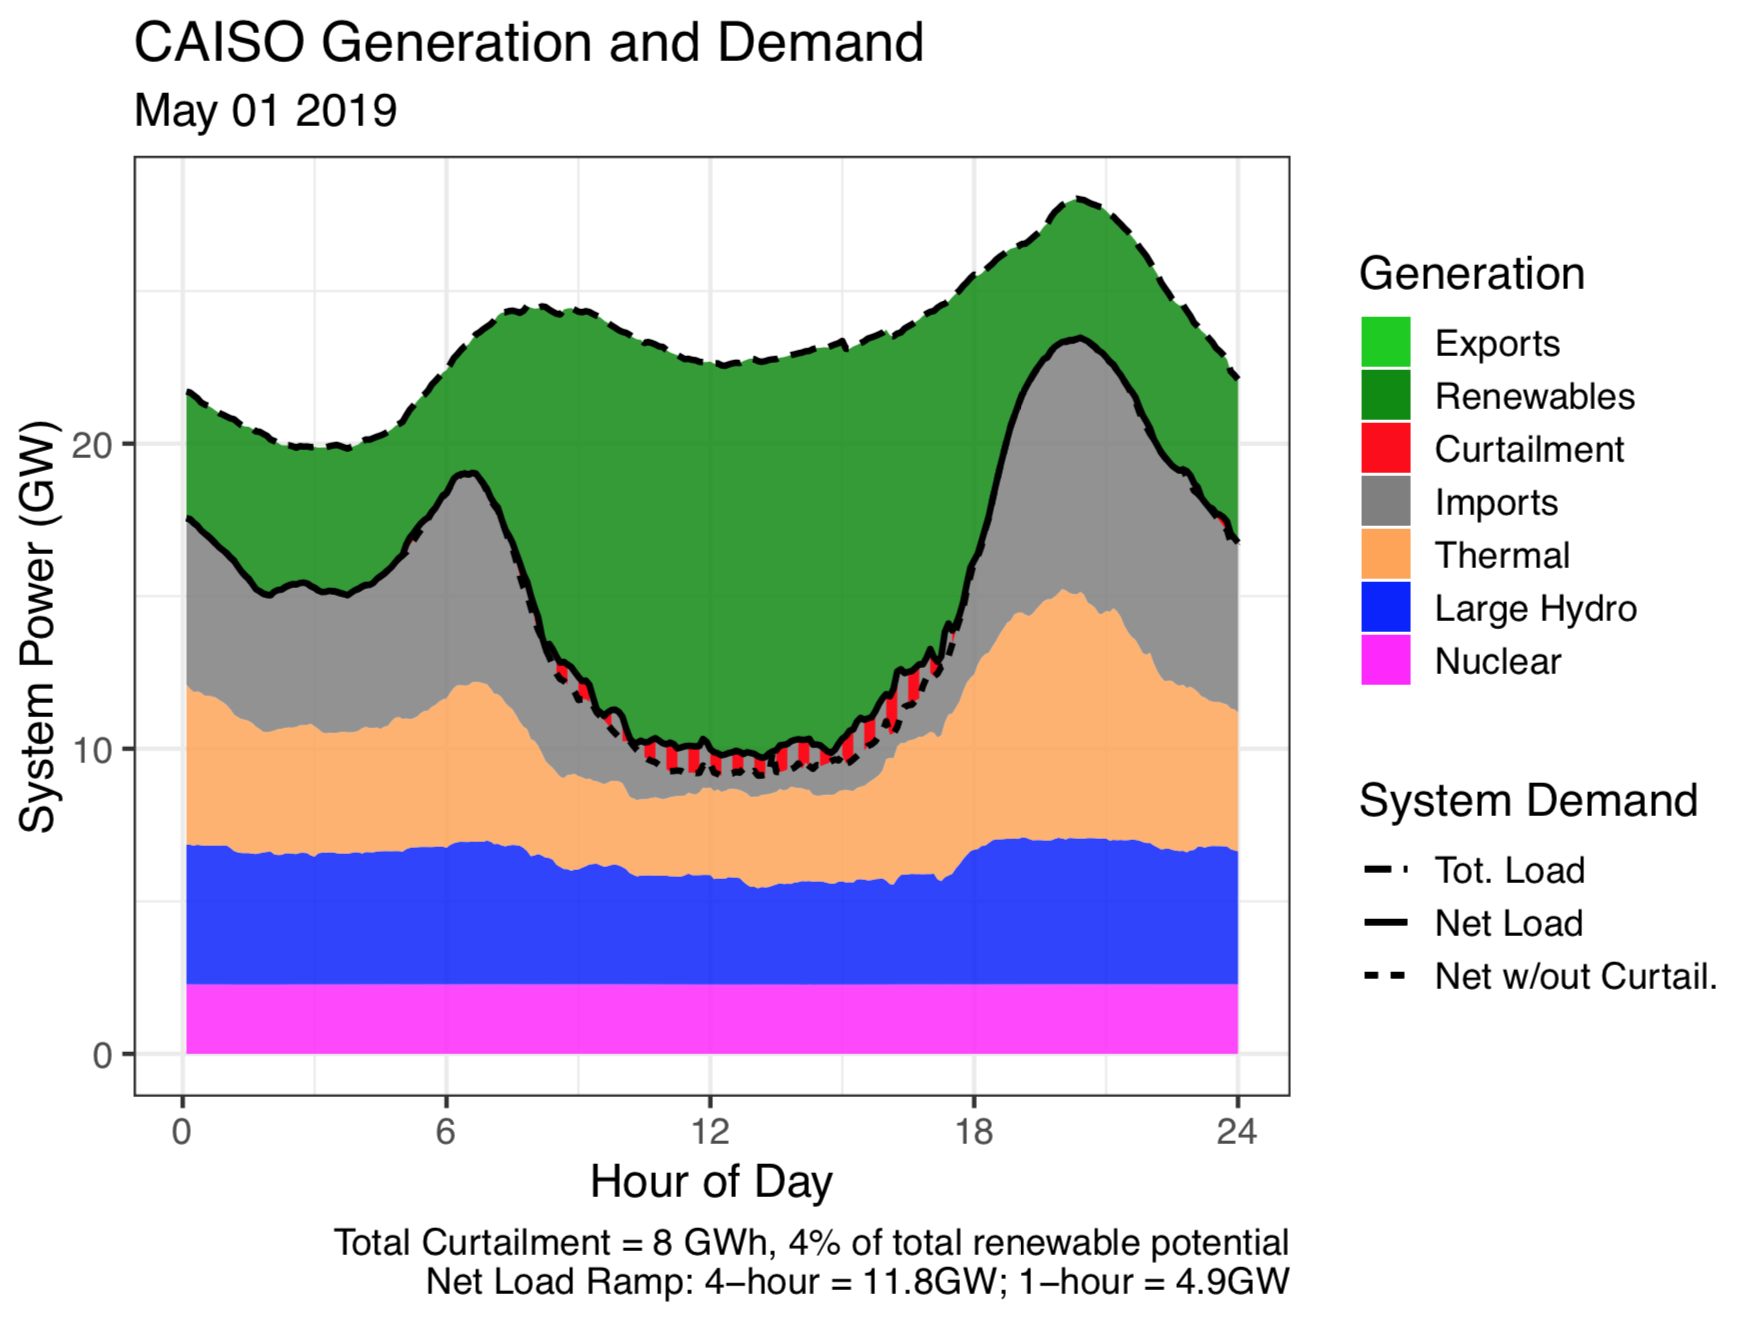 CAISO Generation and Demand
May 01 2019
System Power (GW)
20
10
0
0 6 12 18 24
Hour of Day
Generation
Exports
Renewables
Curtailment
Imports
Thermal
Large Hydro
Nuclear
System Demand
Tot. Load
Net Load
Net w/out Curtail.
Total Curtailment = 8 GWh, 4% of total renewable potential
Net Load Ramp: 4−hour = 11.8GW; 1−hour = 4.9GW